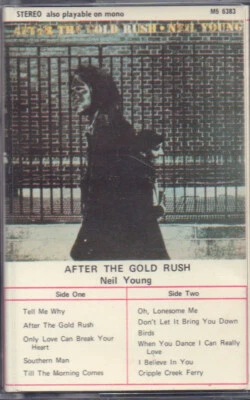 STEREO also playable on mono
MS 6383
AFTER THE GOLD RUSH • NEIL YOUNG
AFTER THE GOLD RUSH
Neil Young
Side One
Tell Me Why
After The Gold Rush
Only Love Can Break Your
Heart
Southern Man
Till The Morning Comes
Side Two
Oh, Lonesome Me
Don't Let It Bring You Down
Birds
When You Dance I Can Really
Love
I Believe In You
Cripple Creek Ferry